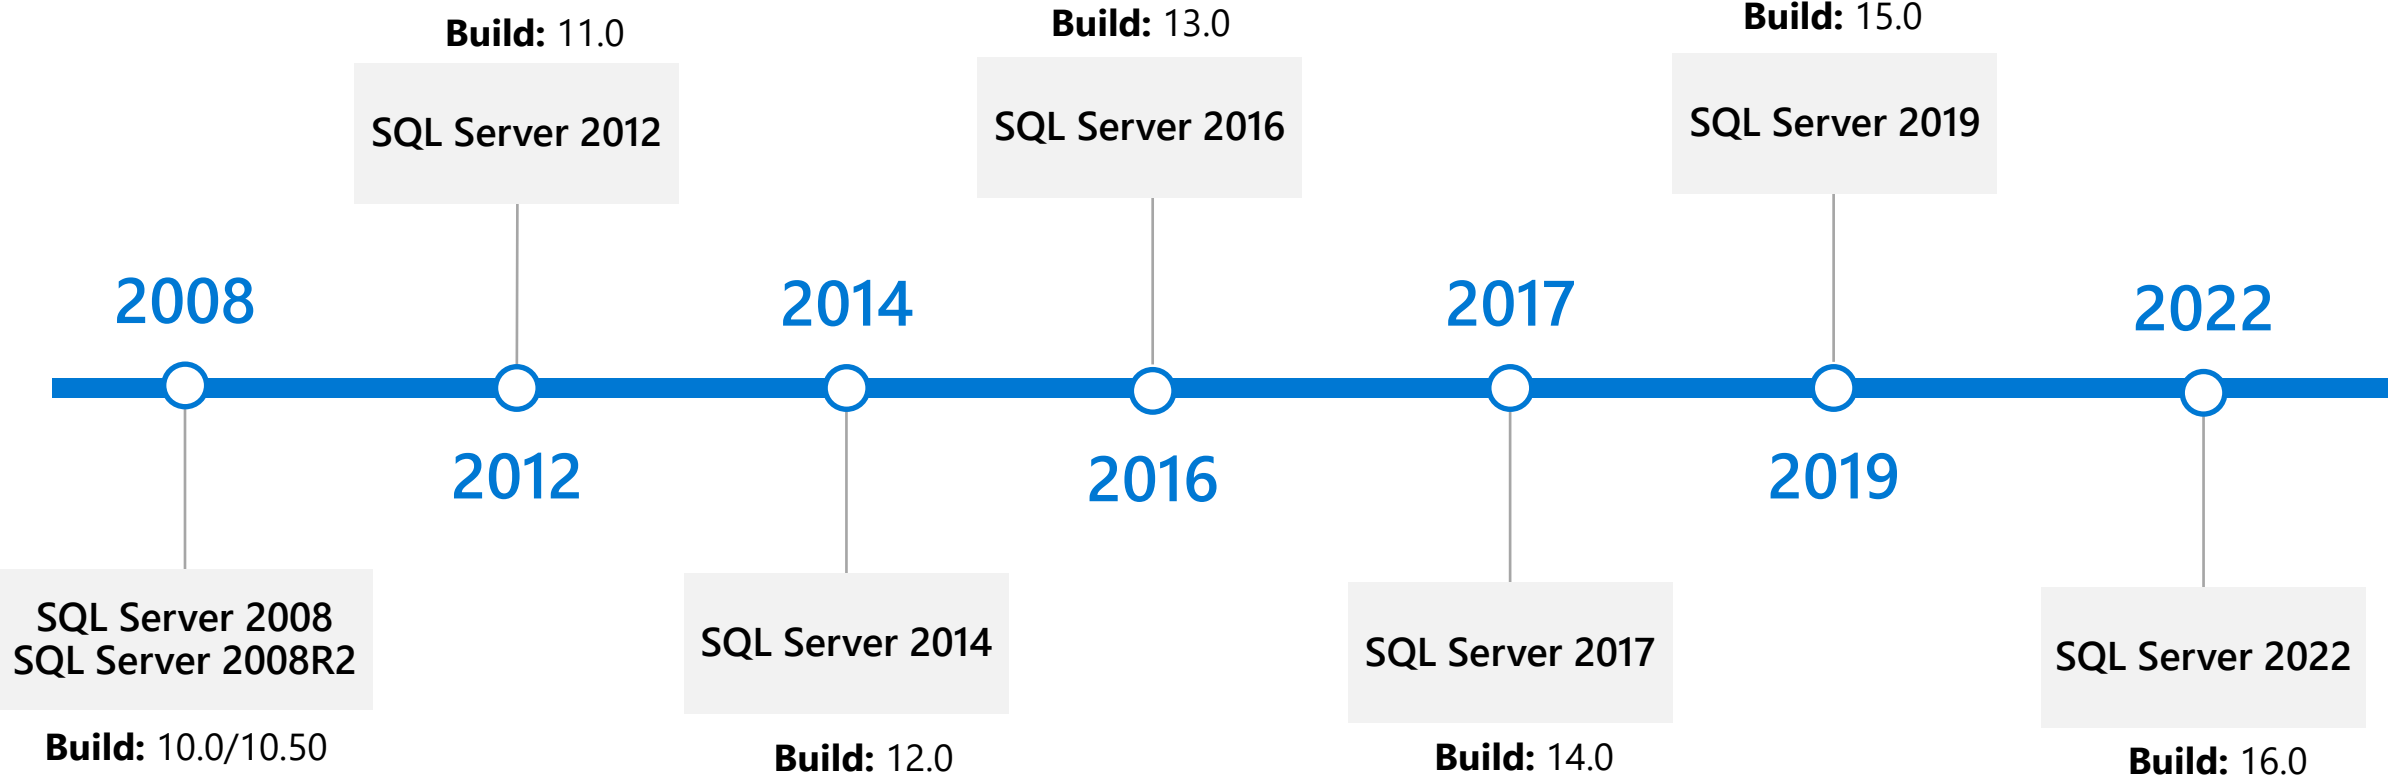 Build: 11.0
SQL Server 2012
Build: 13.0
SQL Server 2016
Build: 15.0
SQL Server 2019
2008
2014
2017
2022
2012
2016
2019
SQL Server 2008
SQL Server 2008R2
Build: 10.0/10.50
SQL Server 2014
Build: 12.0
SQL Server 2017
Build: 14.0
SQL Server 2022
Build: 16.0